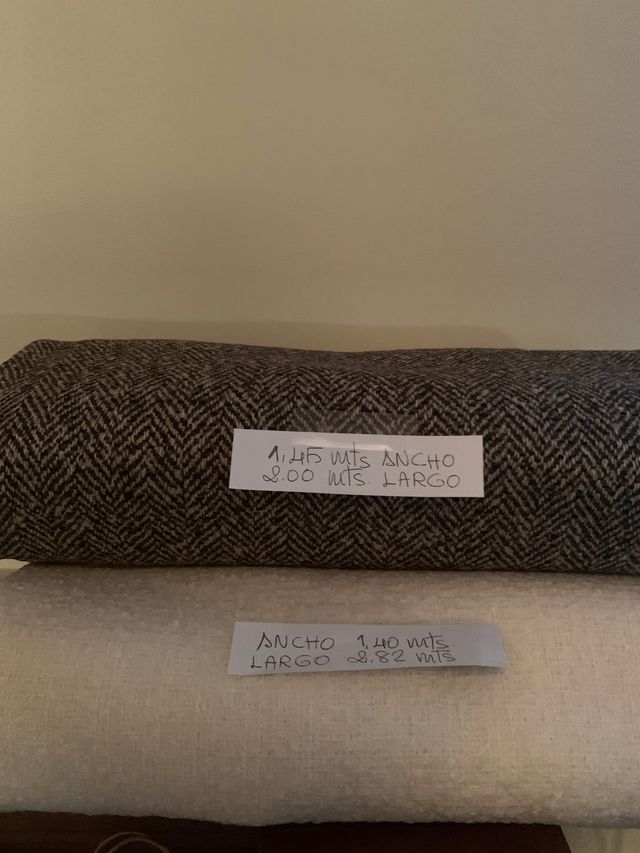 1,45 mts ANCHO
2.00 mts. LARGO
ANCHO 1,40 mts.
LARGO 2.82 mts